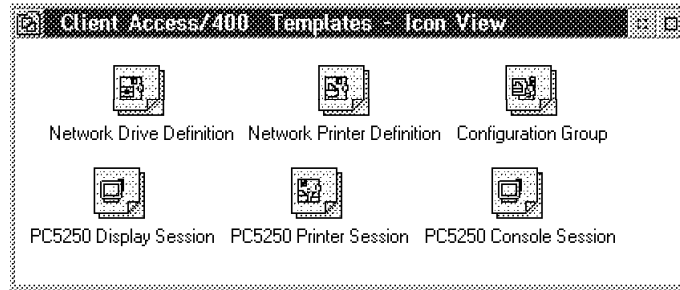 Client Access/400 Templates - Icon View
Network Drive Definition Network Printer Definition Configuration Group
PC5250 Display Session PC5250 Printer Session PC5250 Console Session